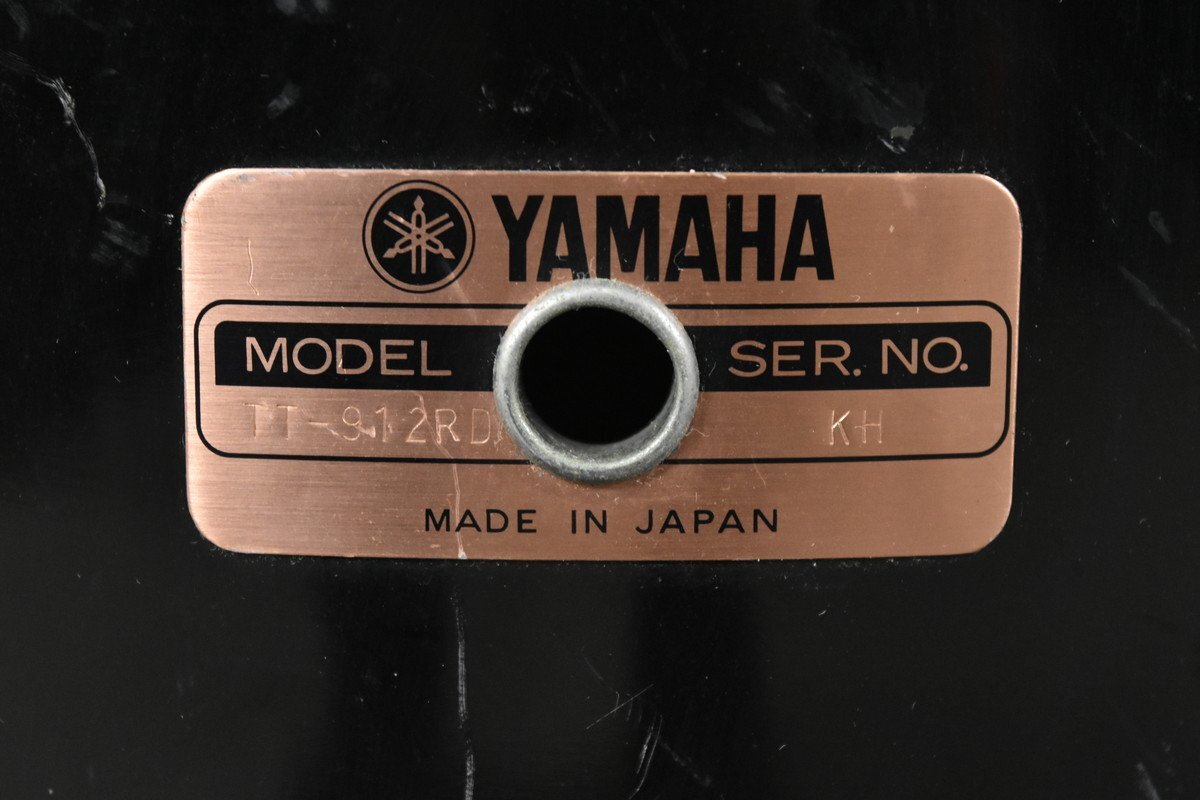 YAMAHA
MODEL SER. NO.
TT-912RD KH
MADE IN JAPAN